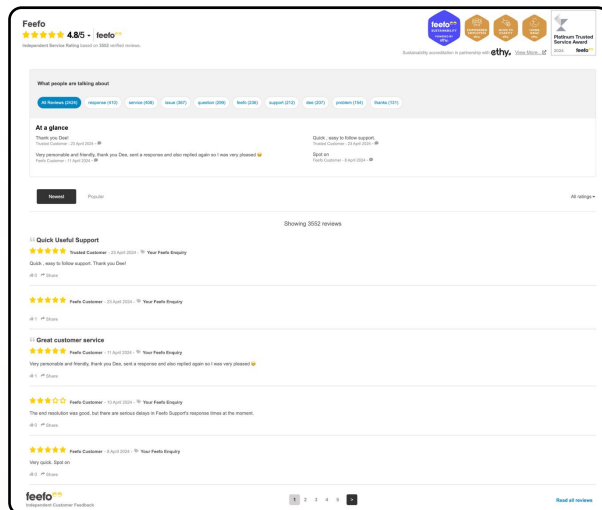 Feefo
4.8/5 - feefo
Independent Service Rating based on 3552 verified reviews.
feefo
SUSTAINABILITY
POWERED BY
ethy
Platinum Trusted
Service Award
2024 feefo
Sustainability accreditation in partnership with ethy. View More...
What people are talking about
All Reviews (2424)
response (413)
service (408)
issue (367)
question (299)
feefo (236)
support (213)
dee (201)
problem (154)
thanks (131)
At a glance
Thank you Dee!
Trusted Customer - 23 April 2024 -
Quick , easy to follow support.
Trusted Customer - 23 April 2024 -
Very personable and friendly, thank you Dee, sent a response and also replied again so I was very pleased 😀
Feefo Customer - 11 April 2024 -
Spot on
Feefo Customer - 8 April 2024 -
Newest
Popular
All ratings
Showing 3552 reviews
Quick Useful Support
Trusted Customer - 23 April 2024 - Your Feefo Enquiry
Quick , easy to follow support. Thank you Dee!
0 Share
Feefo Customer - 23 April 2024 - Your Feefo Enquiry
1 Share
Great customer service
Feefo Customer - 11 April 2024 - Your Feefo Enquiry
Very personable and friendly, thank you Dee, sent a response and also replied again so I was very pleased 😀
1 Share
Feefo Customer - 10 April 2024 - Your Feefo Enquiry
The end resolution was good, but there are serious delays in Feefo Support's response times at the moment.
0 Share
Feefo Customer - 8 April 2024 - Your Feefo Enquiry
Very quick. Spot on
0 Share
feefo
Independent Customer Feedback
1 2 3 4 5 >
Read all reviews